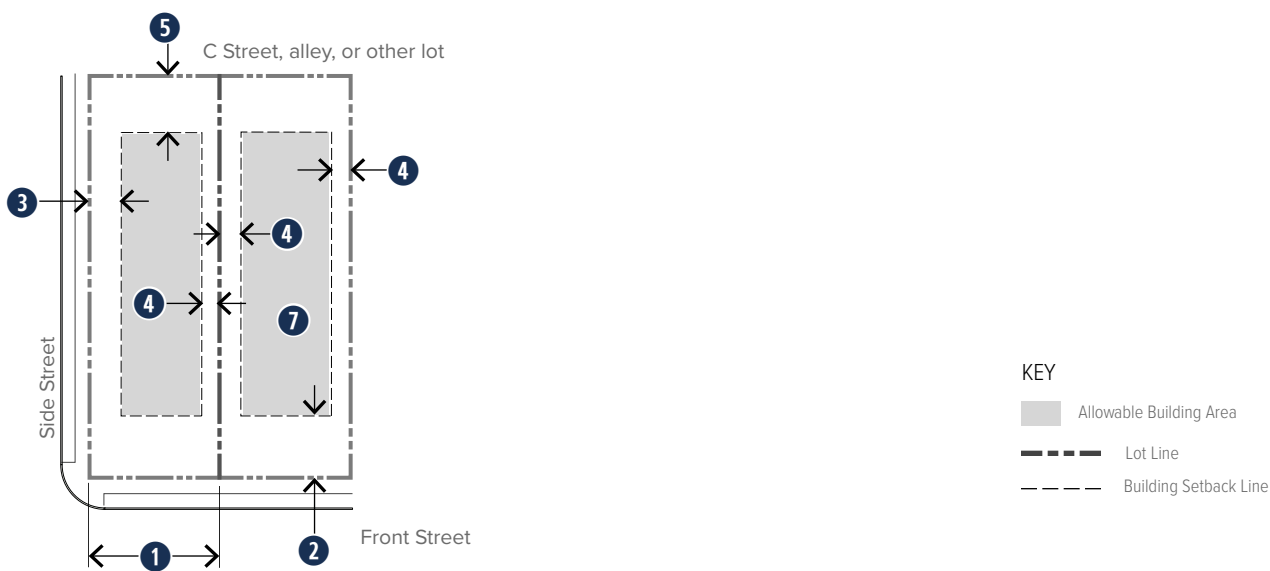 5
C Street, alley, or other lot
4
3
4
4
7
Side Street
Front Street
1
2
KEY
Allowable Building Area
Lot Line
Building Setback Line